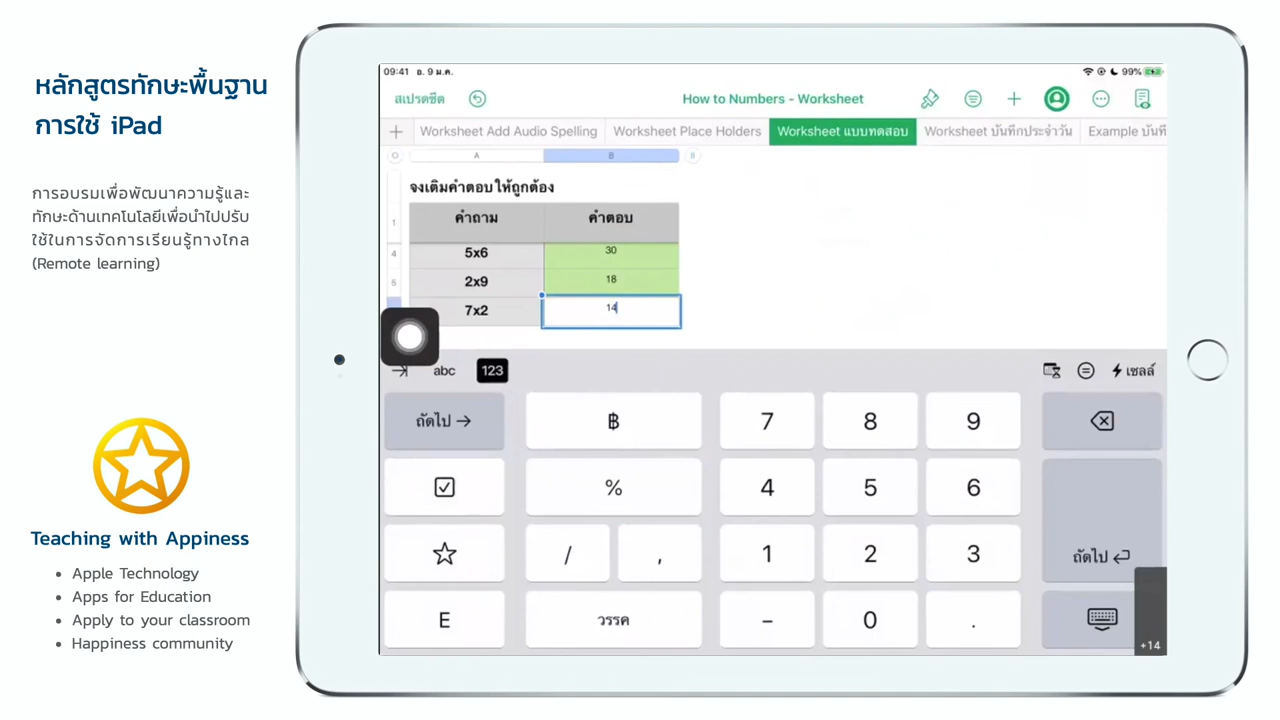 หลักสูตรทักษะพื้นฐาน
การใช้ iPad
การอบรมเพื่อพัฒนาความรู้และ
ทักษะด้านเทคโนโลยีเพื่อนำไปปรับ
ใช้ในการจัดการเรียนรู้ทางไกล
(Remote learning)
Teaching with Appiness
• Apple Technology
• Apps for Education
• Apply to your classroom
• Happiness community
09:41 อ. 9 ม.ค. 99%
สเปรดชีต How to Numbers - Worksheet
Worksheet Add Audio Spelling Worksheet Place Holders Worksheet แบบทดสอบ Worksheet บันทึกประจำวัน Example บันทึ
A B
จงเติมคำตอบให้ถูกต้อง
1 คำถาม คำตอบ
4 5x6 30
5 2x9 18
7x2 14
abc 123 เซลล์
ถัดไป → ฿ 7 8 9
% 4 5 6
/ , 1 2 3 ถัดไป
E วรรค - 0 .
+14